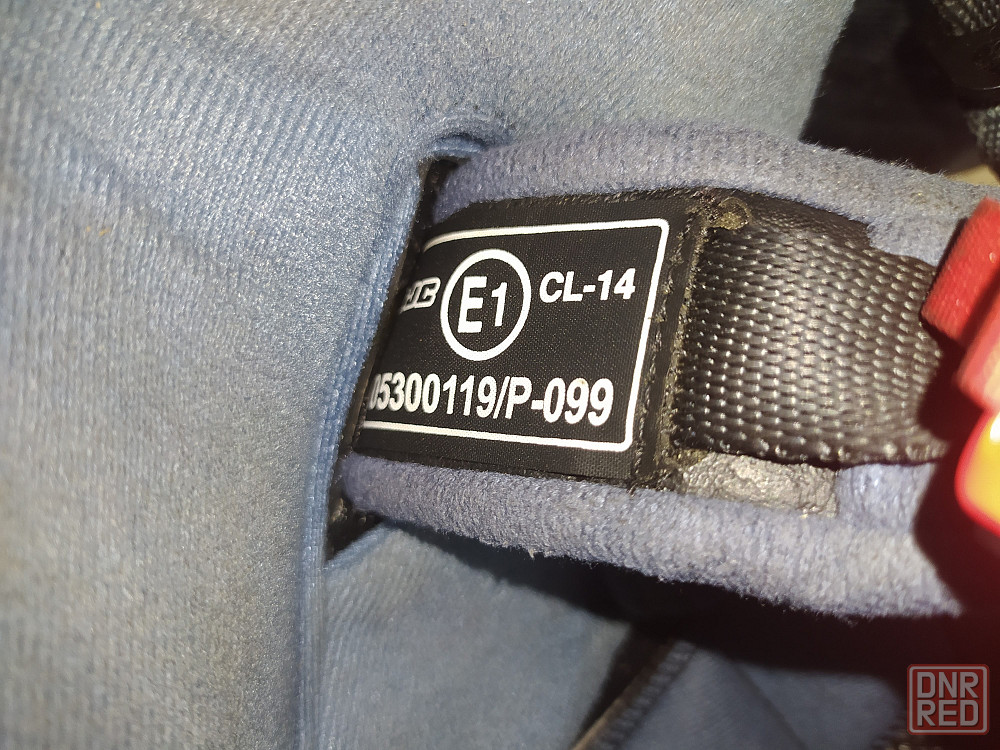 E1 CL-14
05300119/P-099
DNR
RED